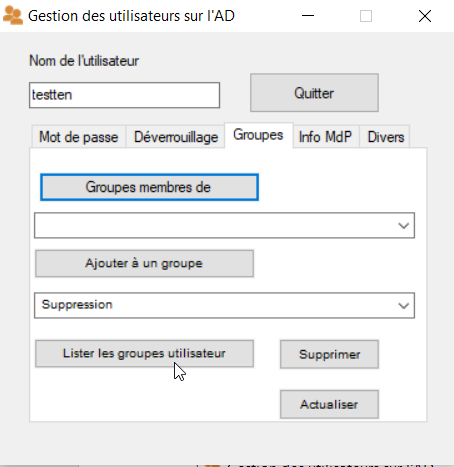 Gestion des utilisateurs sur l'AD
Nom de l'utilisateur
testten
Quitter
Mot de passe Déverrouillage Groupes Info MdP Divers
Groupes membres de
Ajouter à un groupe
Suppression
Lister les groupes utilisateur Supprimer
Actualiser